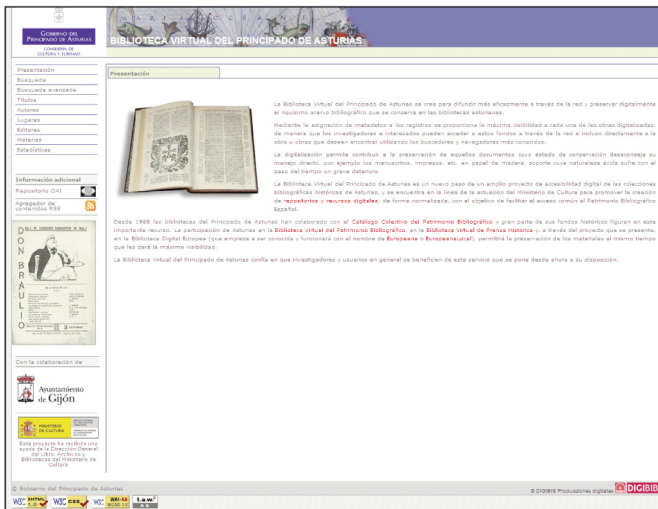 MARI OCCEANI
GOBIERNO DEL
PRINCIPADO DE ASTURIAS
CONSEJERÍA DE
CULTURA Y TURISMO
BIBLIOTECA VIRTUAL DEL PRINCIPADO DE ASTURIAS
Presentación
Búsqueda
Búsqueda avanzada
Títulos
Autores
Lugares
Editores
Materias
Estadísticas
Información adicional
Repositorio OAI
Agregador de
contenidos RSS
DON BRAULIO
Con la colaboración de
Ayuntamiento
de Gijón
MINISTERIO
DE CULTURA
Este proyecto ha recibido una
ayuda de la Dirección General
del Libro, Archivos y
Bibliotecas del Ministerio de
Cultura
Presentación
La Biblioteca Virtual del Principado de Asturias se crea para difundir más eficazmente a través de la red y preservar digitalmente
el riquísimo acervo bibliográfico que se conserva en las bibliotecas asturianas.
Mediante la asignación de metadatos a los registros se proporciona la máxima visibilidad a cada una de las obras digitalizadas,
de manera que los investigadores e interesados puedan acceder a estos fondos a través de la red e incluso directamente a la
obra u obras que deseen encontrar utilizando los buscadores y navegadores más conocidos.
La digitalización permite contribuir a la preservación de aquellos documentos cuyo estado de conservación desaconseja su
manejo directo; por ejemplo los manuscritos, impresos, etc. en papel de madera, soporte cuya naturaleza ácida sufre con el
paso del tiempo un grave deterioro.
La Biblioteca Virtual del Principado de Asturias es un nuevo paso de un amplio proyecto de accesibilidad digital de las colecciones
bibliográficas históricas de Asturias, y se encuentra en la línea de la actuación del Ministerio de Cultura para promover la creación
de repositorios y recursos digitales, de forma normalizada, con el objetivo de facilitar el acceso común al Patrimonio Bibliográfico
Español.
Desde 1988 las bibliotecas del Principado de Asturias han colaborado con el Catálogo Colectivo del Patrimonio Bibliográfico y gran parte de sus fondos históricos figuran en este
importante recurso. La participación de Asturias en la Biblioteca Virtual del Patrimonio Bibliográfico, en la Biblioteca Virtual de Prensa Histórica y, a través del proyecto que se presenta,
en la Biblioteca Digital Europea (que empieza a ser conocida y funcionará con el nombre de Europeana o EuropeanaLocal), permitirá la preservación de los materiales al mismo tiempo
que les dará la máxima visibilidad.
La Biblioteca Virtual del Principado de Asturias confía en que investigadores y usuarios en general se beneficien de este servicio que se pone desde ahora a su disposición.
© Gobierno del Principado de Asturias
© DIGIBIS Producciones digitales DIGIBIB
W3C XHTML 1.0 W3C CSS W3C WAI-AA WCAG 1.0 t.a.w. AA